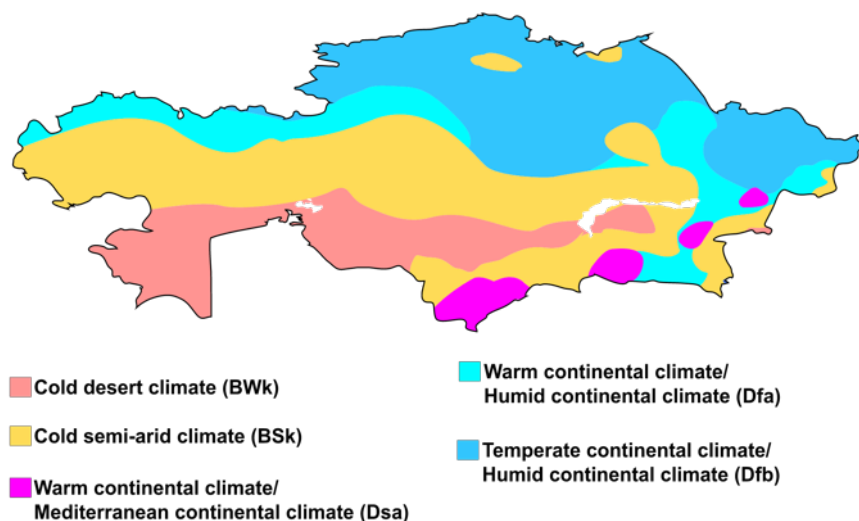 Cold desert climate (BWk)
Cold semi-arid climate (BSk)
Warm continental climate/
Mediterranean continental climate (Dsa)
Warm continental climate/
Humid continental climate (Dfa)
Temperate continental climate/
Humid continental climate (Dfb)